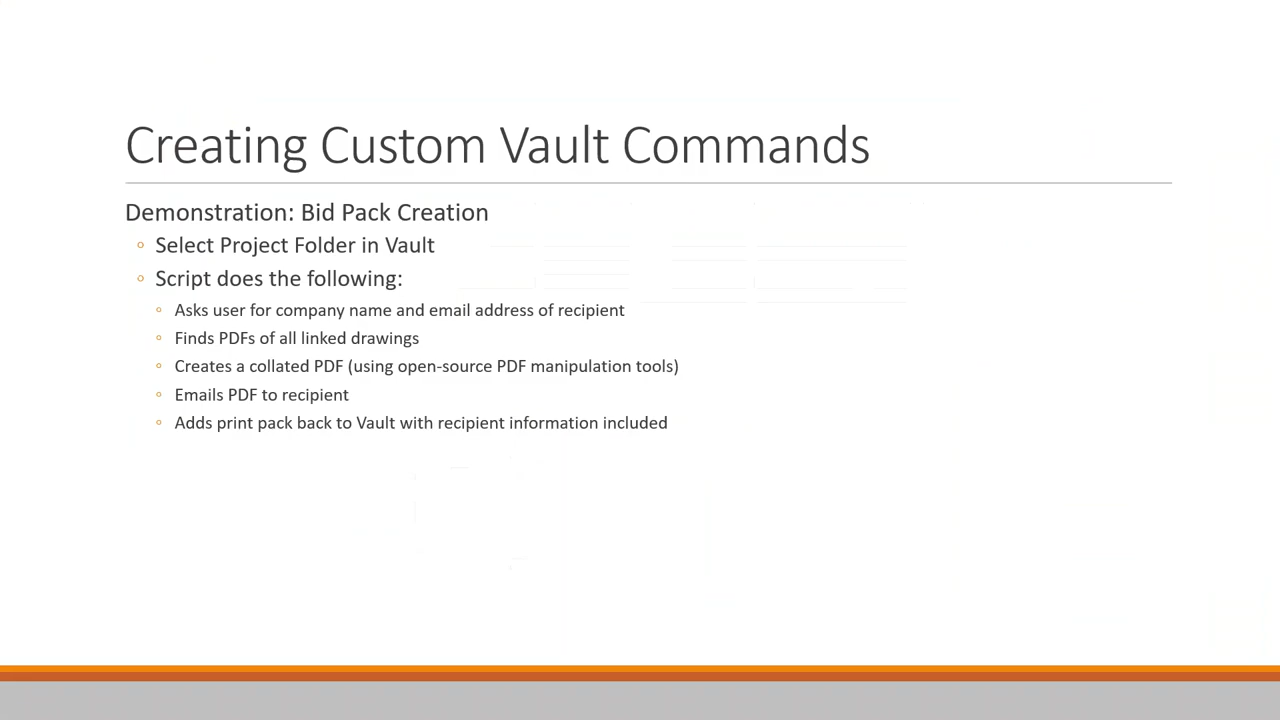 Creating Custom Vault Commands
Demonstration: Bid Pack Creation
Select Project Folder in Vault
Script does the following:
Asks user for company name and email address of recipient
Finds PDFs of all linked drawings
Creates a collated PDF (using open-source PDF manipulation tools)
Emails PDF to recipient
Adds print pack back to Vault with recipient information included